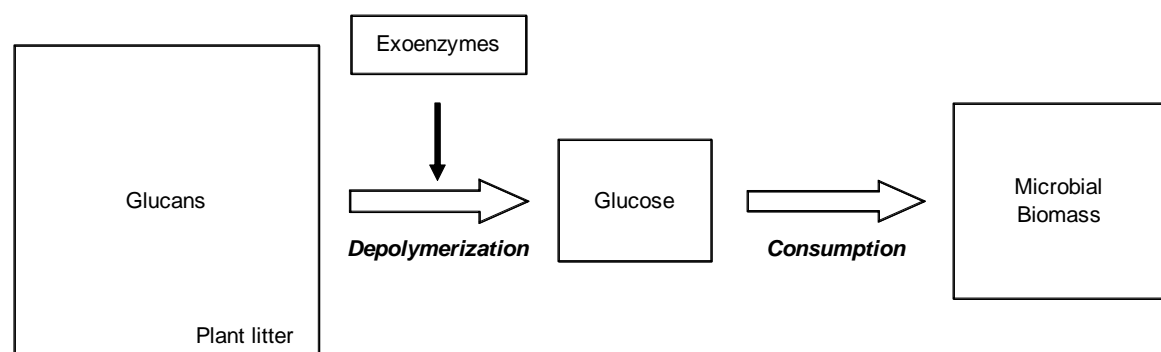 Exoenzymes
Glucans
Glucose
Microbial
Biomass
Depolymerization
Consumption
Plant litter